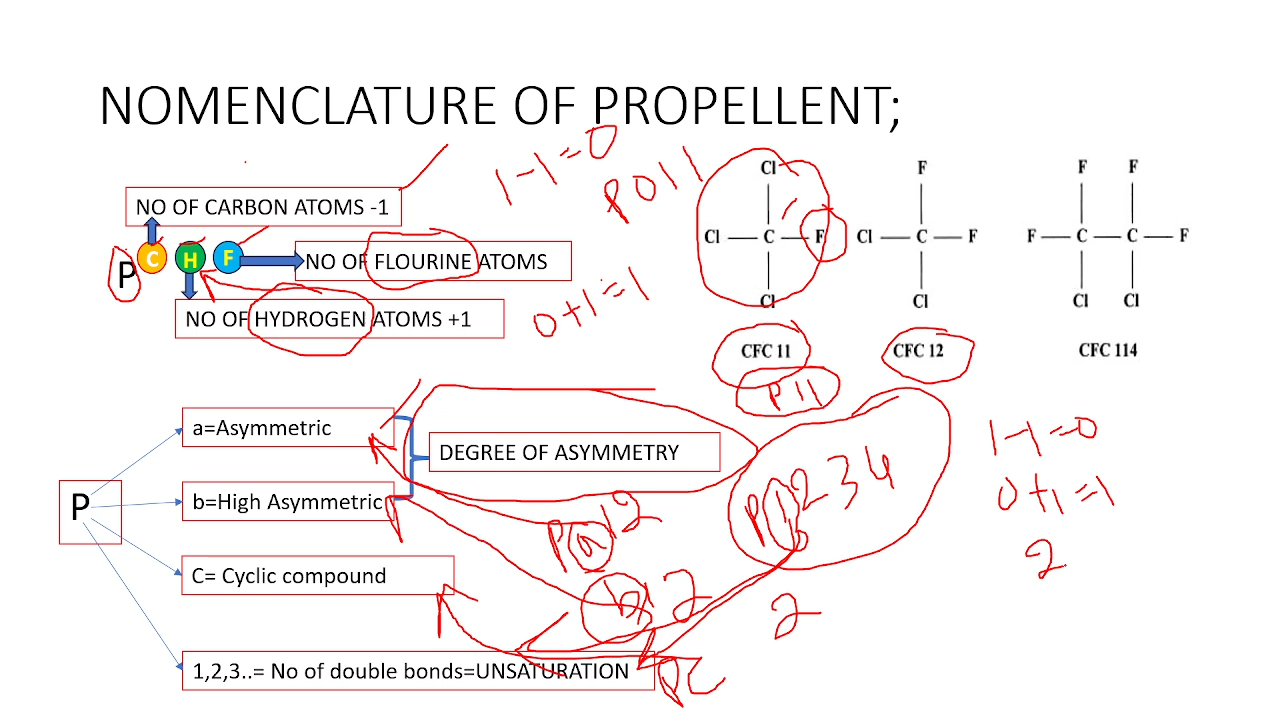 NOMENCLATURE OF PROPELLENT;
1-1=0
P011
NO OF CARBON ATOMS -1
P C H F
NO OF FLOURINE ATOMS
NO OF HYDROGEN ATOMS +1
0+1=1
Cl
Cl C F
Cl
CFC 11
P11
F
Cl C F
Cl
CFC 12
F F
F C C F
Cl Cl
CFC 114
P
a=Asymmetric
b=High Asymmetric
DEGREE OF ASYMMETRY
C= Cyclic compound
1,2,3..= No of double bonds=UNSATURATION
Pa12
2
PC
2
1-1=0
0+1=1
2